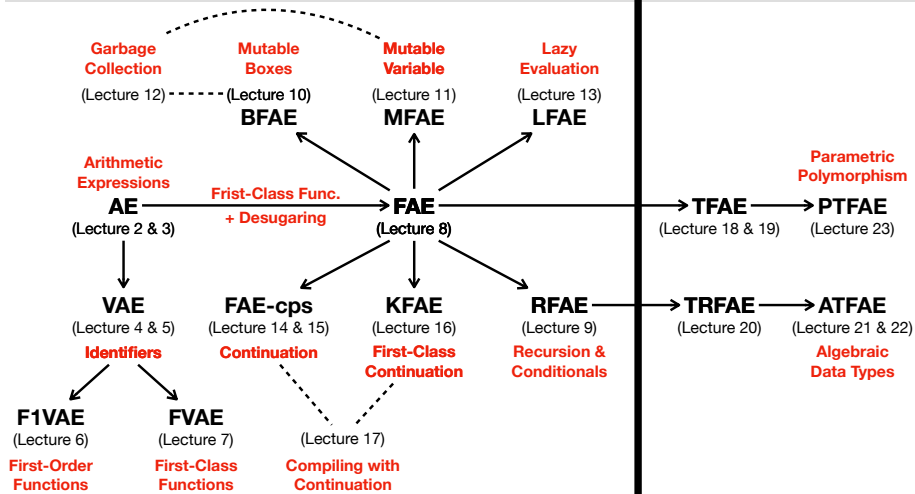 Garbage
Collection
(Lecture 12)
Mutable
Boxes
(Lecture 10)
BFAE
Mutable
Variable
(Lecture 11)
MFAE
Lazy
Evaluation
(Lecture 13)
LFAE
Arithmetic
Expressions
AE
(Lecture 2 & 3)
Frist-Class Func.
+ Desugaring
FAE
(Lecture 8)
TFAE
(Lecture 18 & 19)
Parametric
Polymorphism
PTFAE
(Lecture 23)
VAE
(Lecture 4 & 5)
Identifiers
FAE-cps
(Lecture 14 & 15)
Continuation
KFAE
(Lecture 16)
First-Class
Continuation
RFAE
(Lecture 9)
Recursion &
Conditionals
TRFAE
(Lecture 20)
ATFAE
(Lecture 21 & 22)
Algebraic
Data Types
F1VAE
(Lecture 6)
First-Order
Functions
FVAE
(Lecture 7)
First-Class
Functions
(Lecture 17)
Compiling with
Continuation